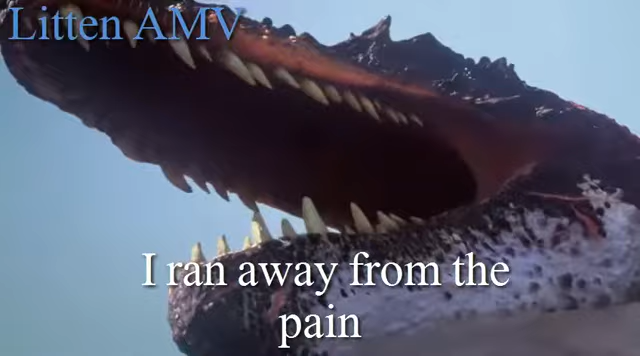 Litten AMV
I ran away from the
pain